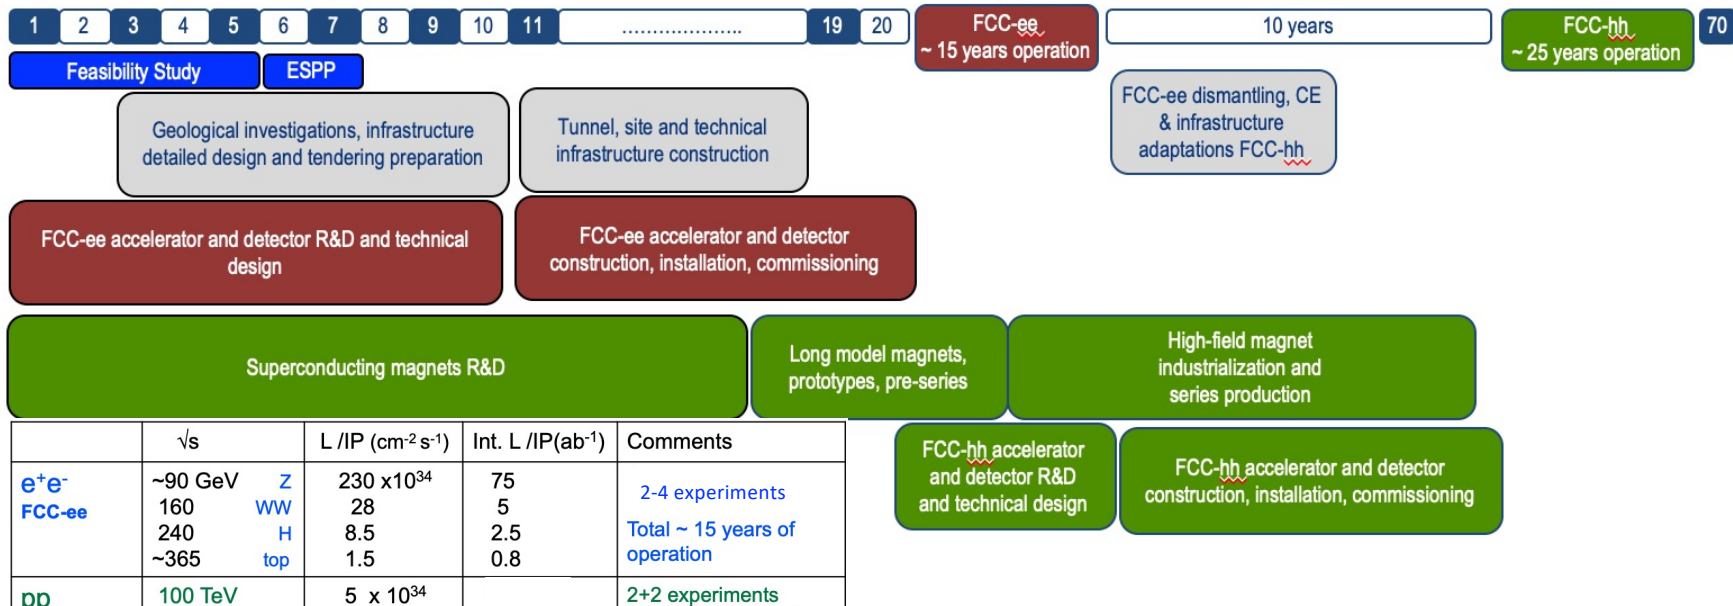 1 2 3 4 5 6 7 8 9 10 11 ..................... 19 20
FCC-ee
~ 15 years operation
10 years
FCC-hh
~ 25 years operation
70
Feasibility Study
ESPP
Geological investigations, infrastructure
detailed design and tendering preparation
Tunnel, site and technical
infrastructure construction
FCC-ee dismantling, CE
& infrastructure
adaptations FCC-hh
FCC-ee accelerator and detector R&D and technical
design
FCC-ee accelerator and detector
construction, installation, commissioning
Superconducting magnets R&D
Long model magnets,
prototypes, pre-series
High-field magnet
industrialization and
series production
FCC-hh accelerator
and detector R&D
and technical design
FCC-hh accelerator and detector
construction, installation, commissioning
√s L /IP (cm⁻² s⁻¹) Int. L /IP(ab⁻¹) Comments
e⁺e⁻
FCC-ee
~90 GeV Z 230 x10³⁴ 75
160 WW 28 5
240 H 8.5 2.5
~365 top 1.5 0.8
2-4 experiments
Total ~ 15 years of
operation
pp 100 TeV 5 x 10³⁴ 2+2 experiments